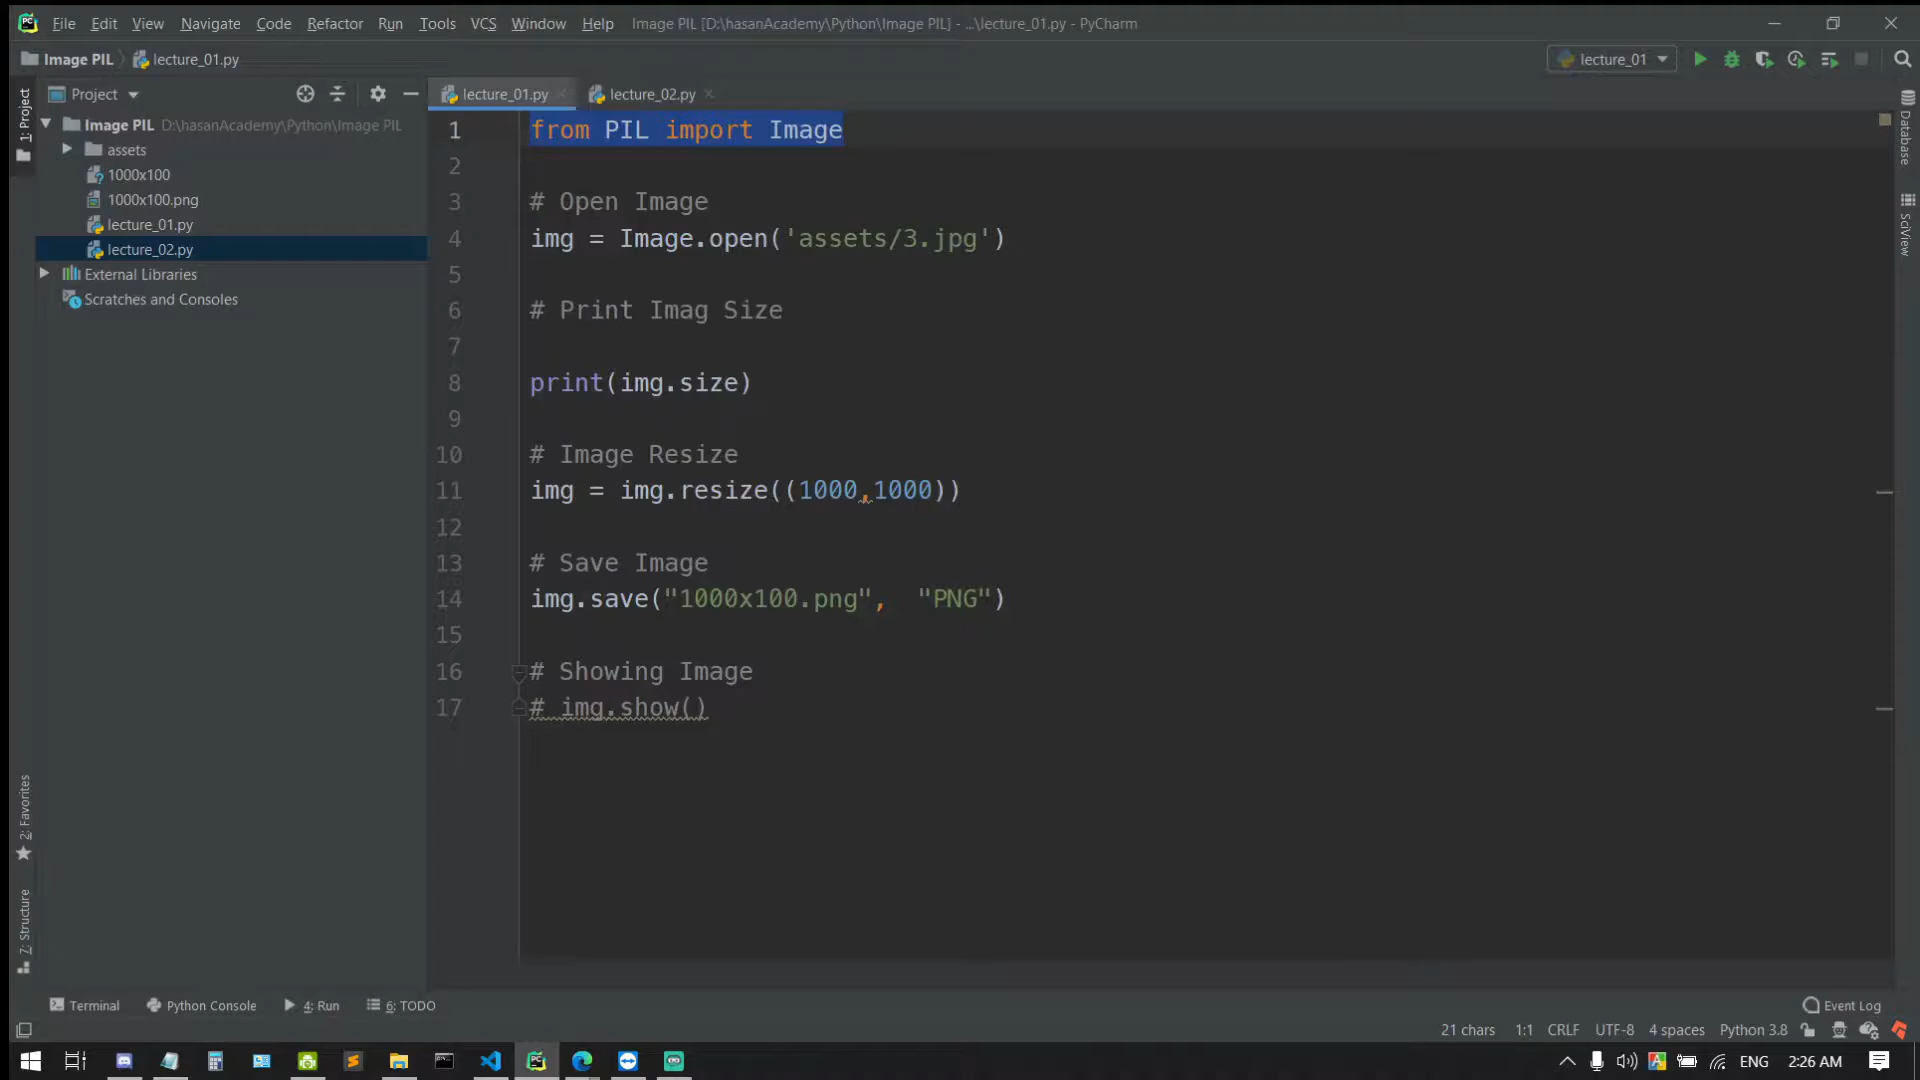 File Edit View Navigate Code Refactor Run Tools VCS Window Help Image PIL [D:\hasanAcademy\Python\Image PIL] - ...\lecture_01.py - PyCharm
Image PIL lecture_01.py lecture_01
1: Project
Project
Image PIL D:\hasanAcademy\Python\Image PIL
assets
1000x100
1000x100.png
lecture_01.py
lecture_02.py
External Libraries
Scratches and Consoles
lecture_01.py lecture_02.py
1 from PIL import Image
2
3 # Open Image
4 img = Image.open('assets/3.jpg')
5
6 # Print Imag Size
7
8 print(img.size)
9
10 # Image Resize
11 img = img.resize((1000,1000))
12
13 # Save Image
14 img.save("1000x100.png",  "PNG")
15
16 # Showing Image
17 # img.show()
Database
SciView
2: Favorites
7: Structure
Terminal Python Console 4: Run 6: TODO Event Log
21 chars 1:1 CRLF UTF-8 4 spaces Python 3.8
ENG 2:26 AM